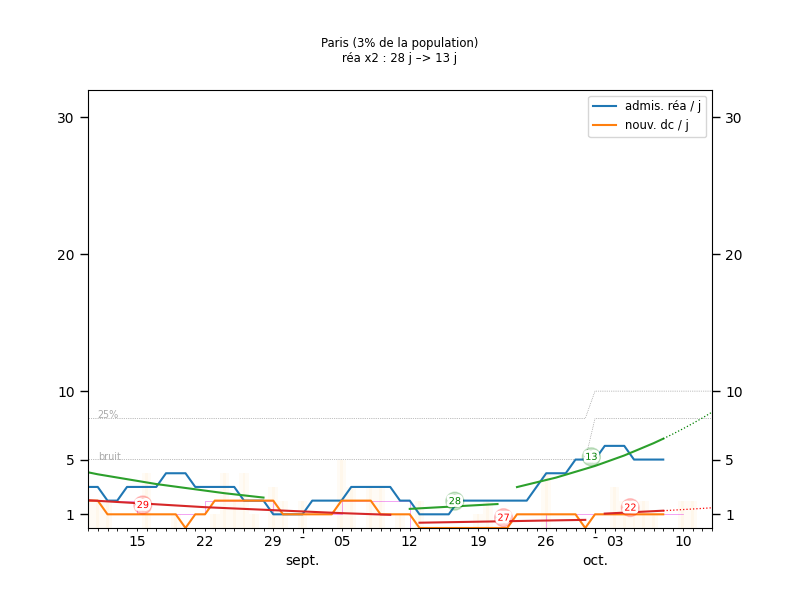 Paris (3% de la population)
réa x2 : 28 j –> 13 j
admis. réa / j
nouv. dc / j
30 30
20 20
10 10
25%
5 bruit 5
13
28
29
27
22
1 1
15 22 29 - 05 12 19 26 - 03 10
sept. oct.